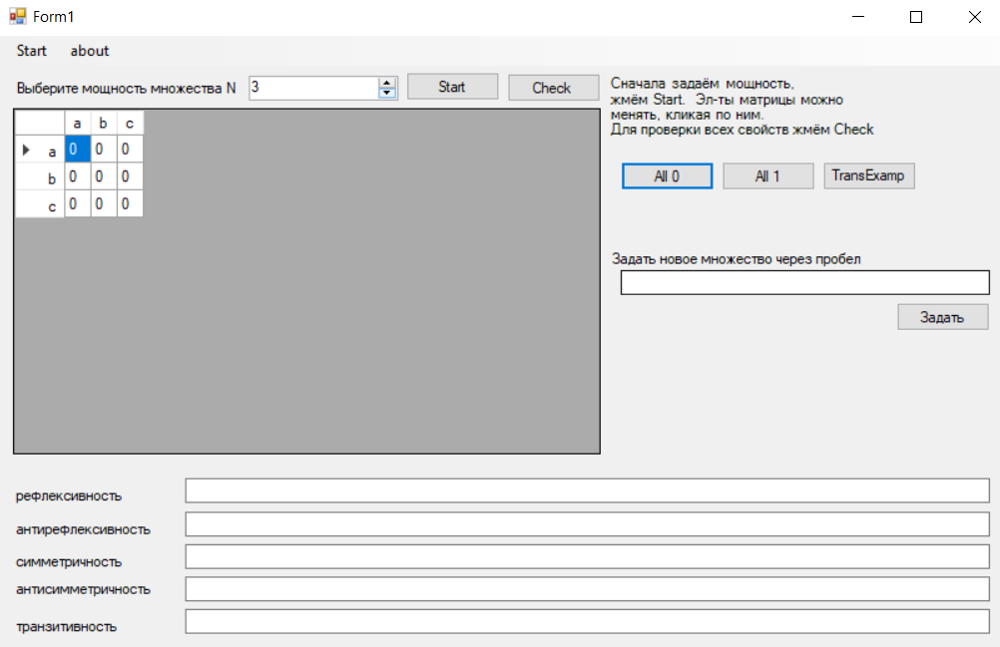 Form1
Start about
Выберите мощность множества N 3 Start Check
Сначала задаём мощность,
жмём Start. Эл-ты матрицы можно
менять, кликая по ним.
Для проверки всех свойств жмём Check
a b c
a 0 0 0
b 0 0 0
c 0 0 0
All 0 All 1 TransExamp
Задать новое множество через пробел
Задать
рефлексивность
антирефлексивность
симметричность
антисимметричность
транзитивность